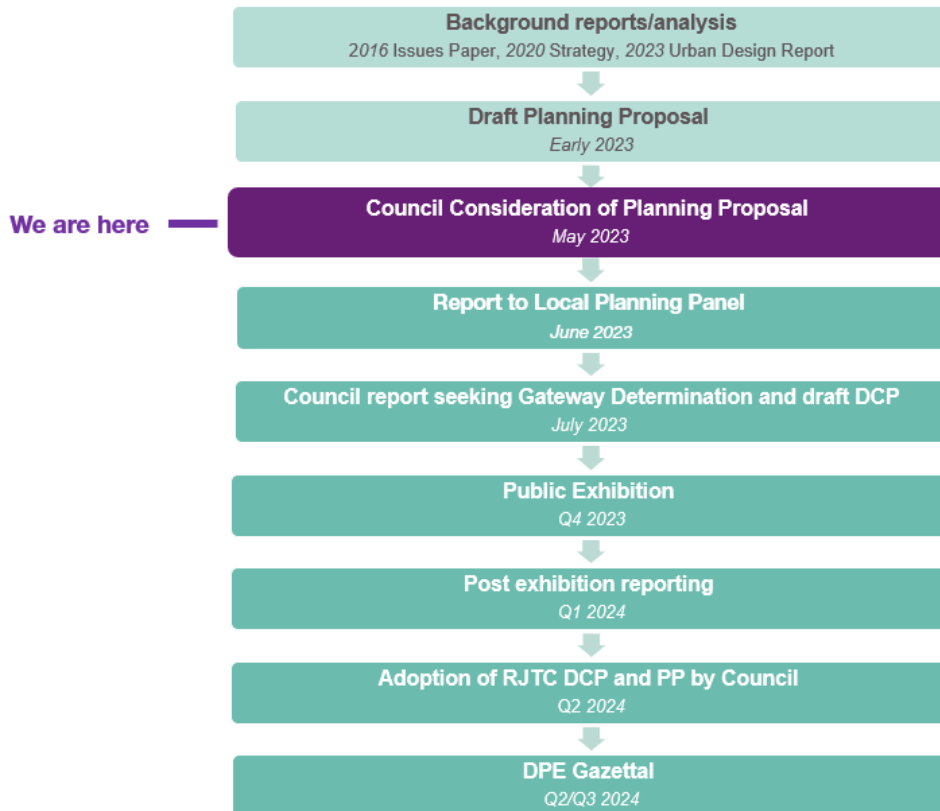 Background reports/analysis
2016 Issues Paper, 2020 Strategy, 2023 Urban Design Report
Draft Planning Proposal
Early 2023
We are here
Council Consideration of Planning Proposal
May 2023
Report to Local Planning Panel
June 2023
Council report seeking Gateway Determination and draft DCP
July 2023
Public Exhibition
Q4 2023
Post exhibition reporting
Q1 2024
Adoption of RJTC DCP and PP by Council
Q2 2024
DPE Gazettal
Q2/Q3 2024